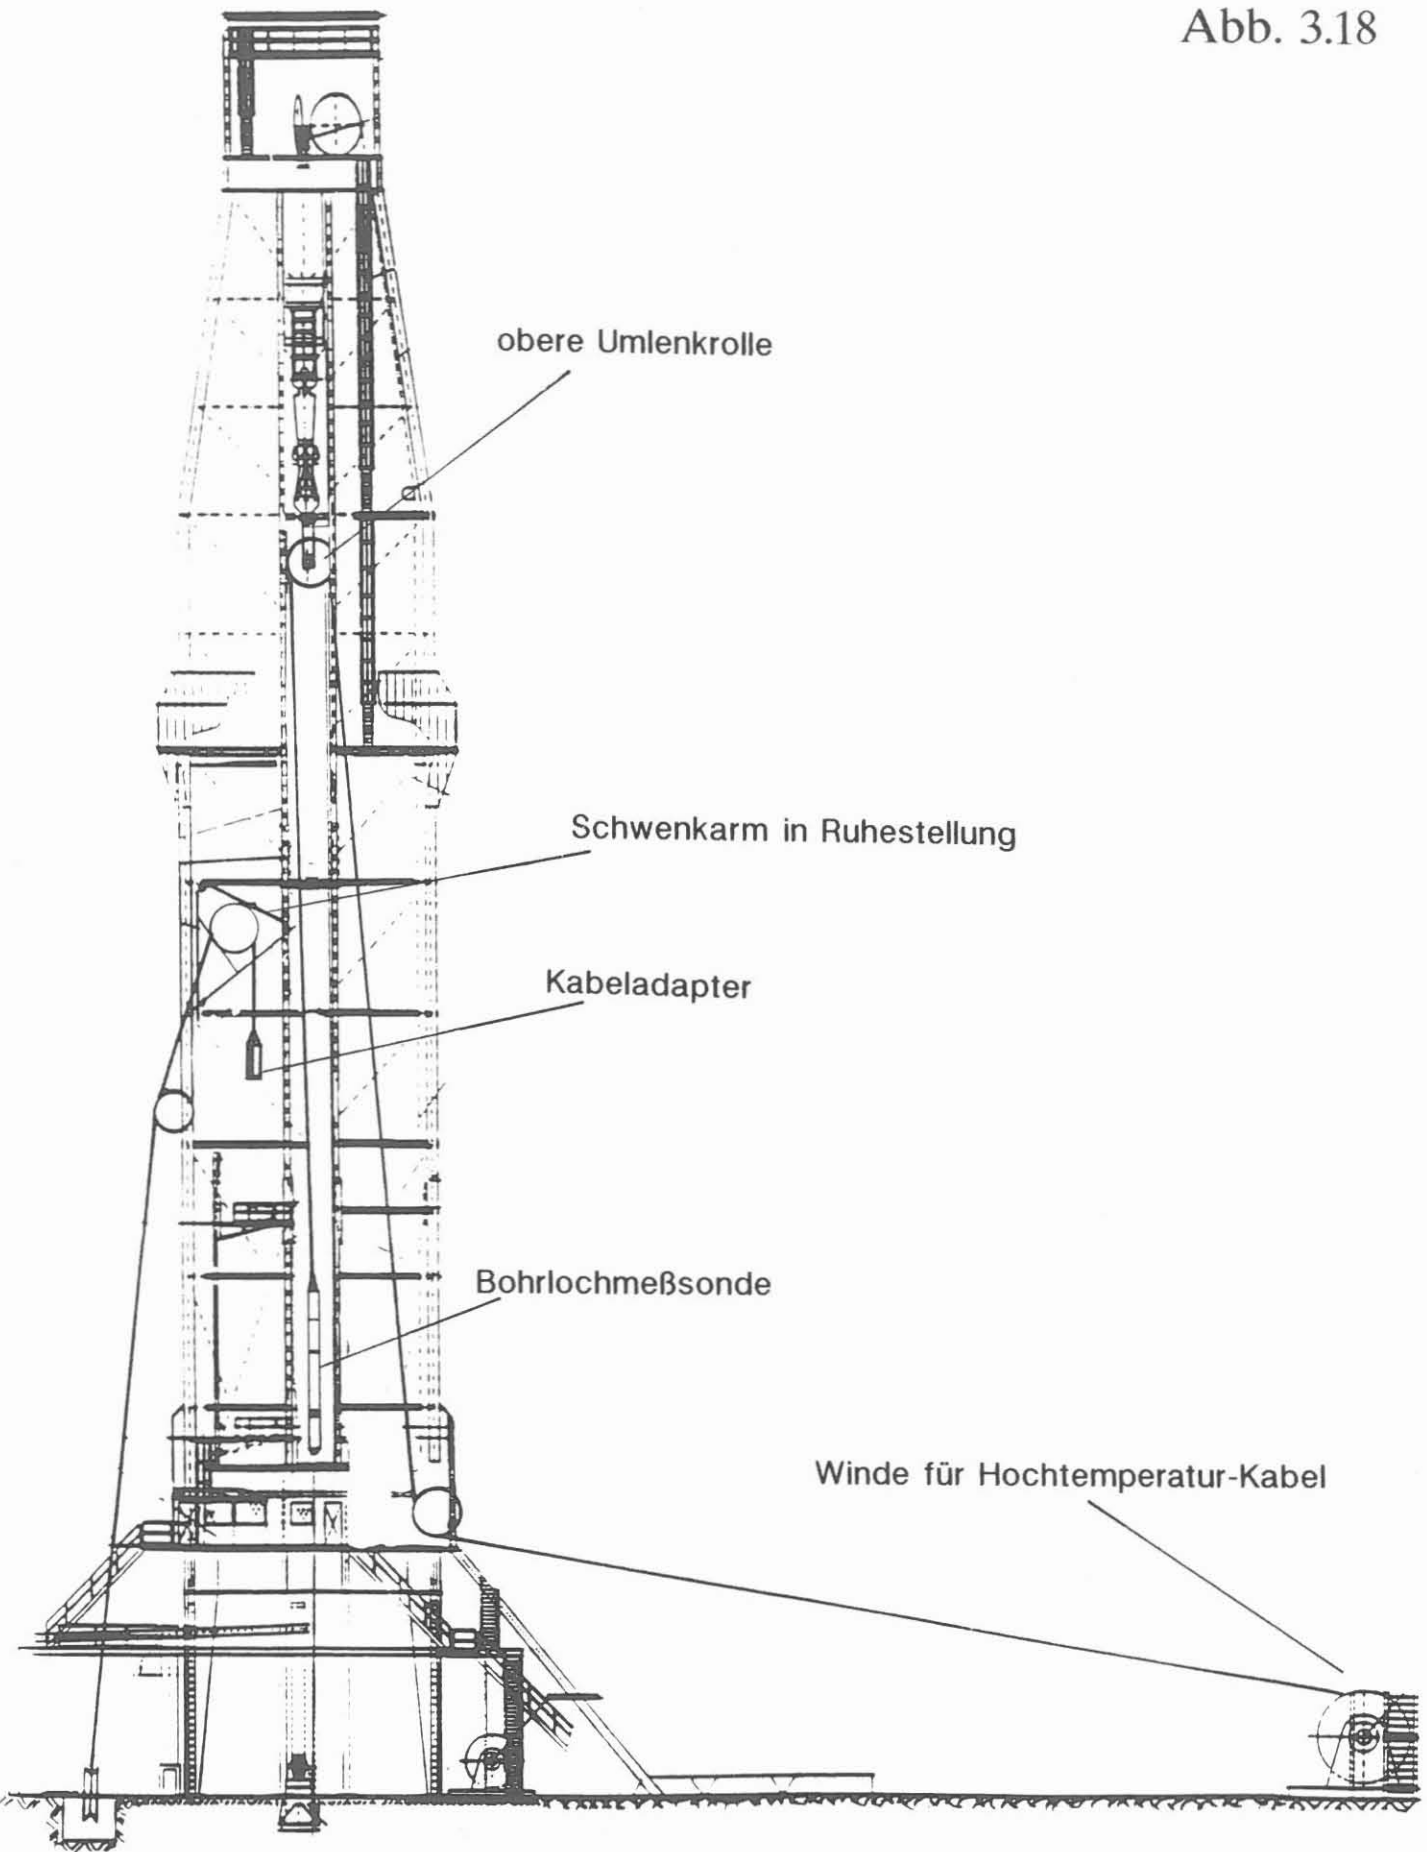 Abb. 3.18
obere Umlenkrolle
Schwenkarm in Ruhestellung
Kabeladapter
Bohrlochmeßsonde
Winde für Hochtemperatur-Kabel